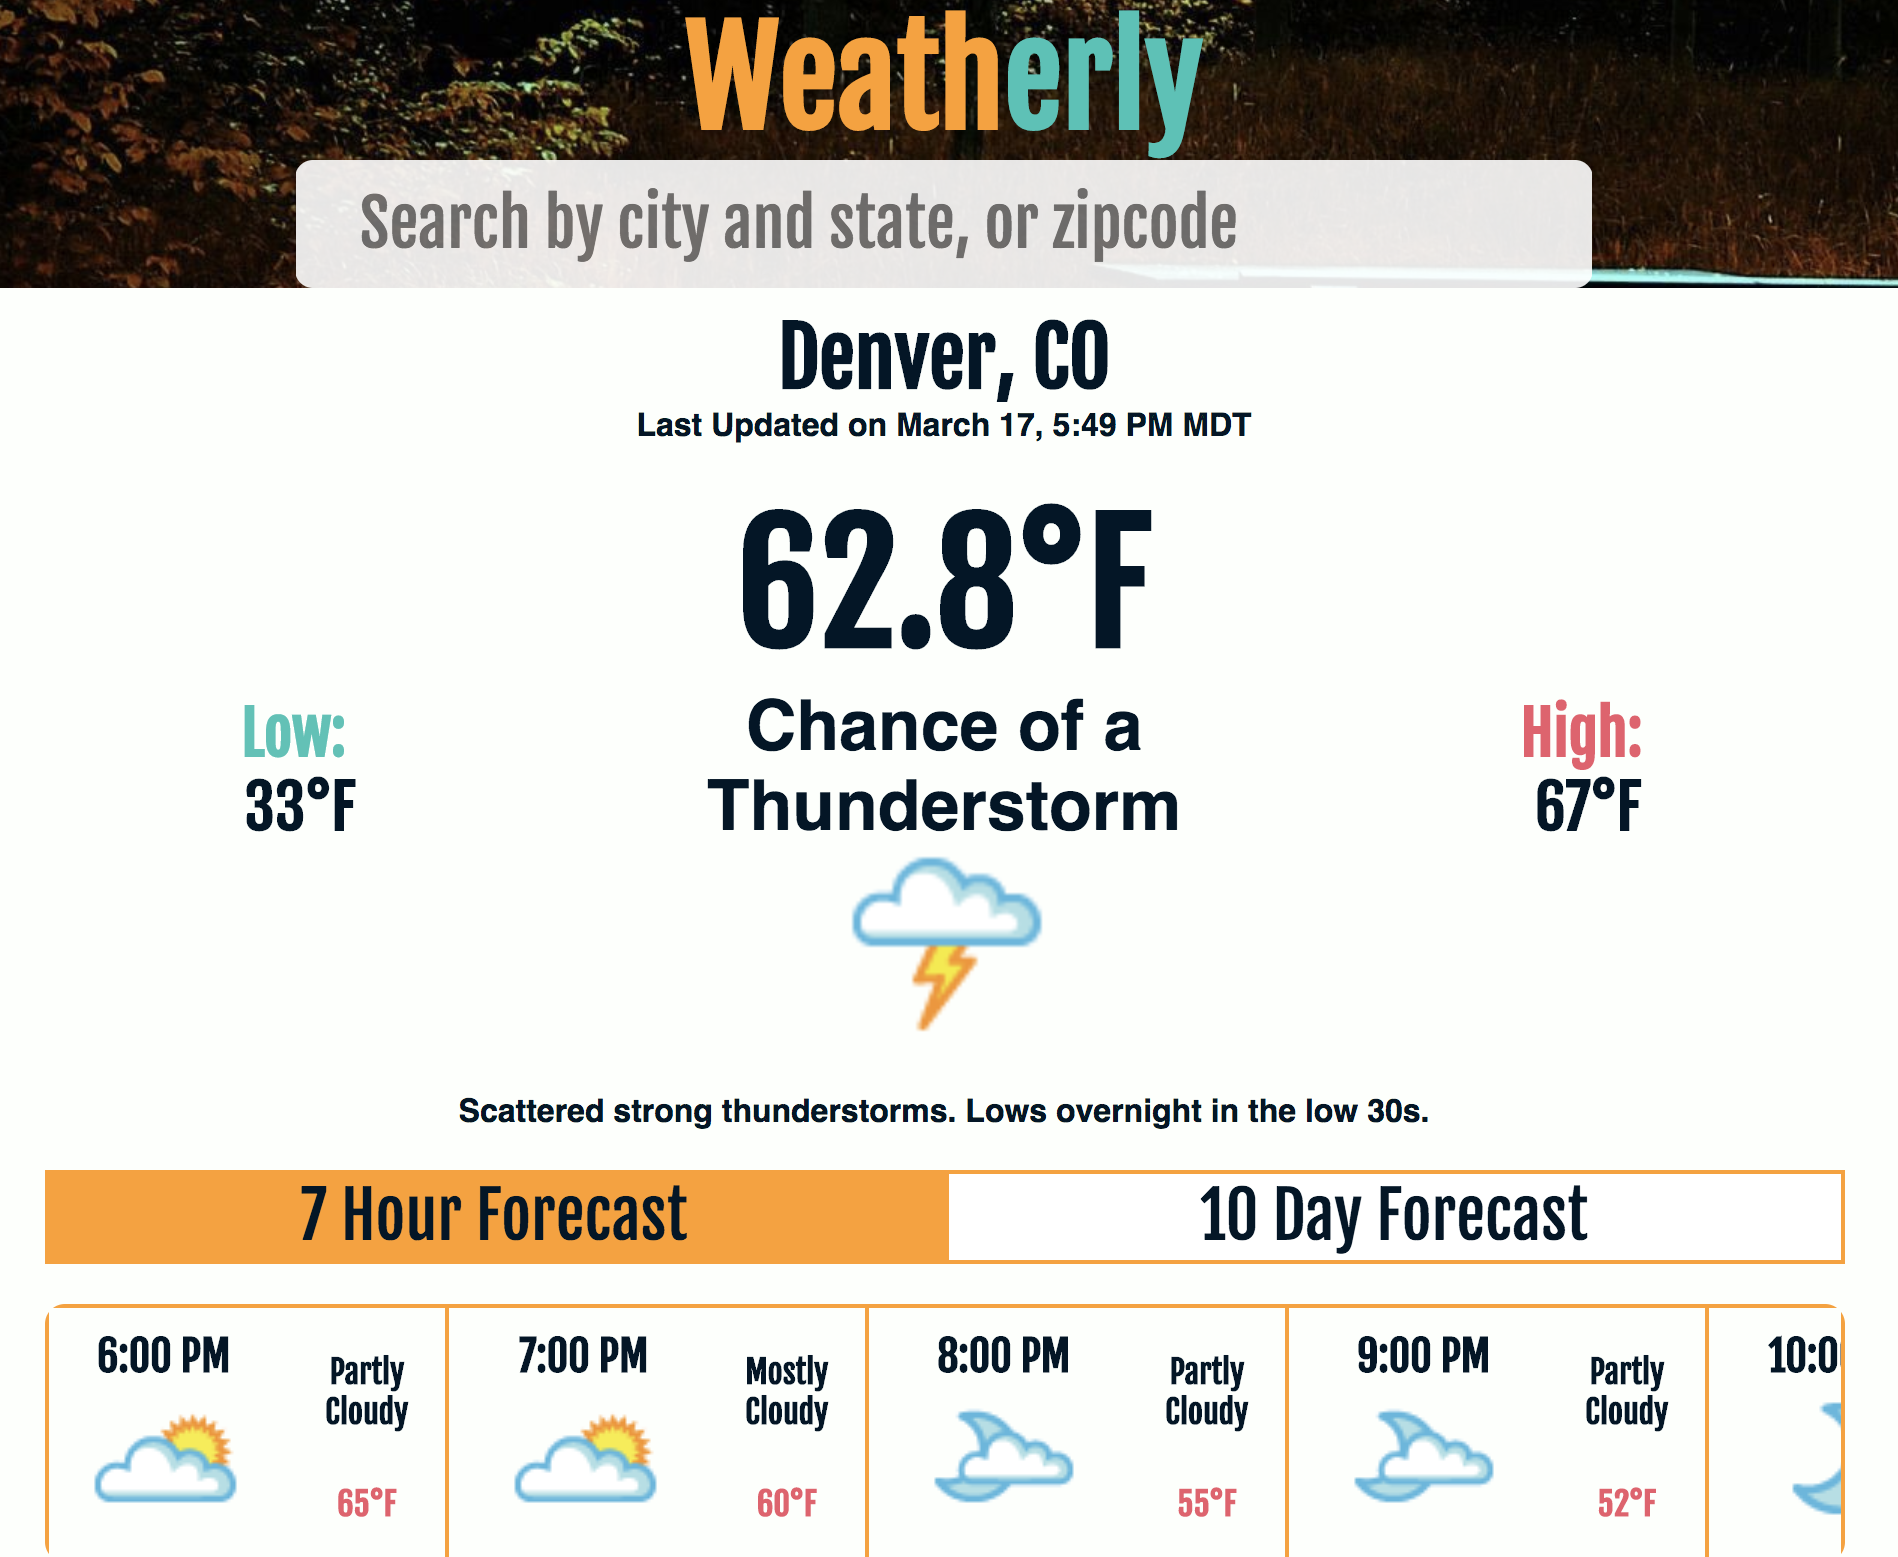 Weatherly
Search by city and state, or zipcode
Denver, CO
Last Updated on March 17, 5:49 PM MDT
62.8°F
Low:
33°F
Chance of a
Thunderstorm
High:
67°F
Scattered strong thunderstorms. Lows overnight in the low 30s.
7 Hour Forecast
10 Day Forecast
6:00 PM
Partly
Cloudy
65°F
7:00 PM
Mostly
Cloudy
60°F
8:00 PM
Partly
Cloudy
55°F
9:00 PM
Partly
Cloudy
52°F